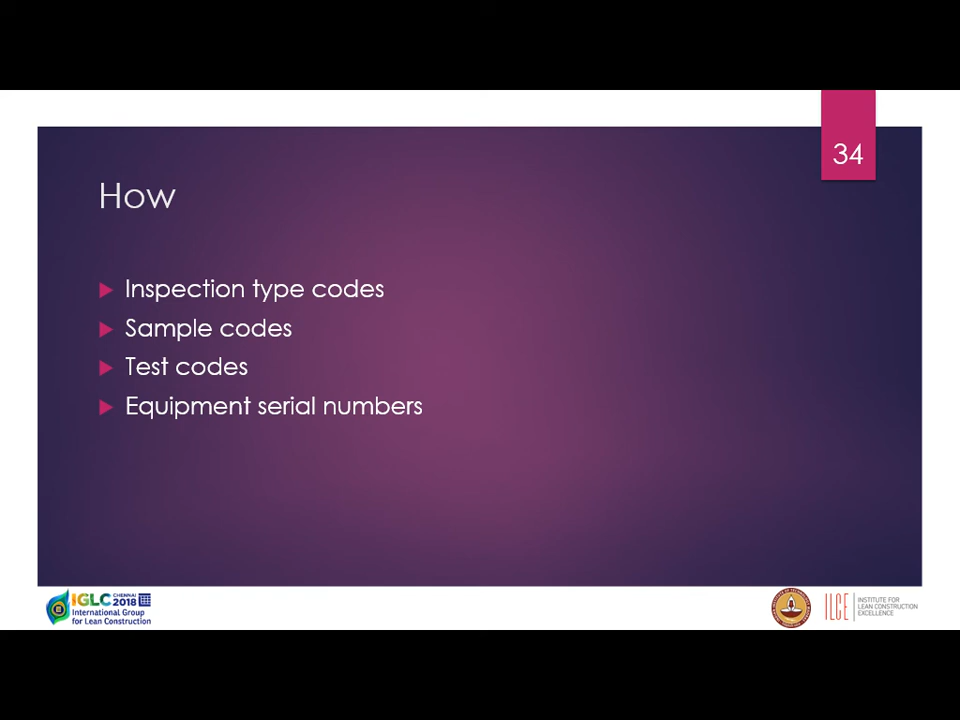 34
How
Inspection type codes
Sample codes
Test codes
Equipment serial numbers
IGLC CHENNAI 2018
International Group
for Lean Construction
ILCE
INSTITUTE FOR
LEAN CONSTRUCTION
EXCELLENCE